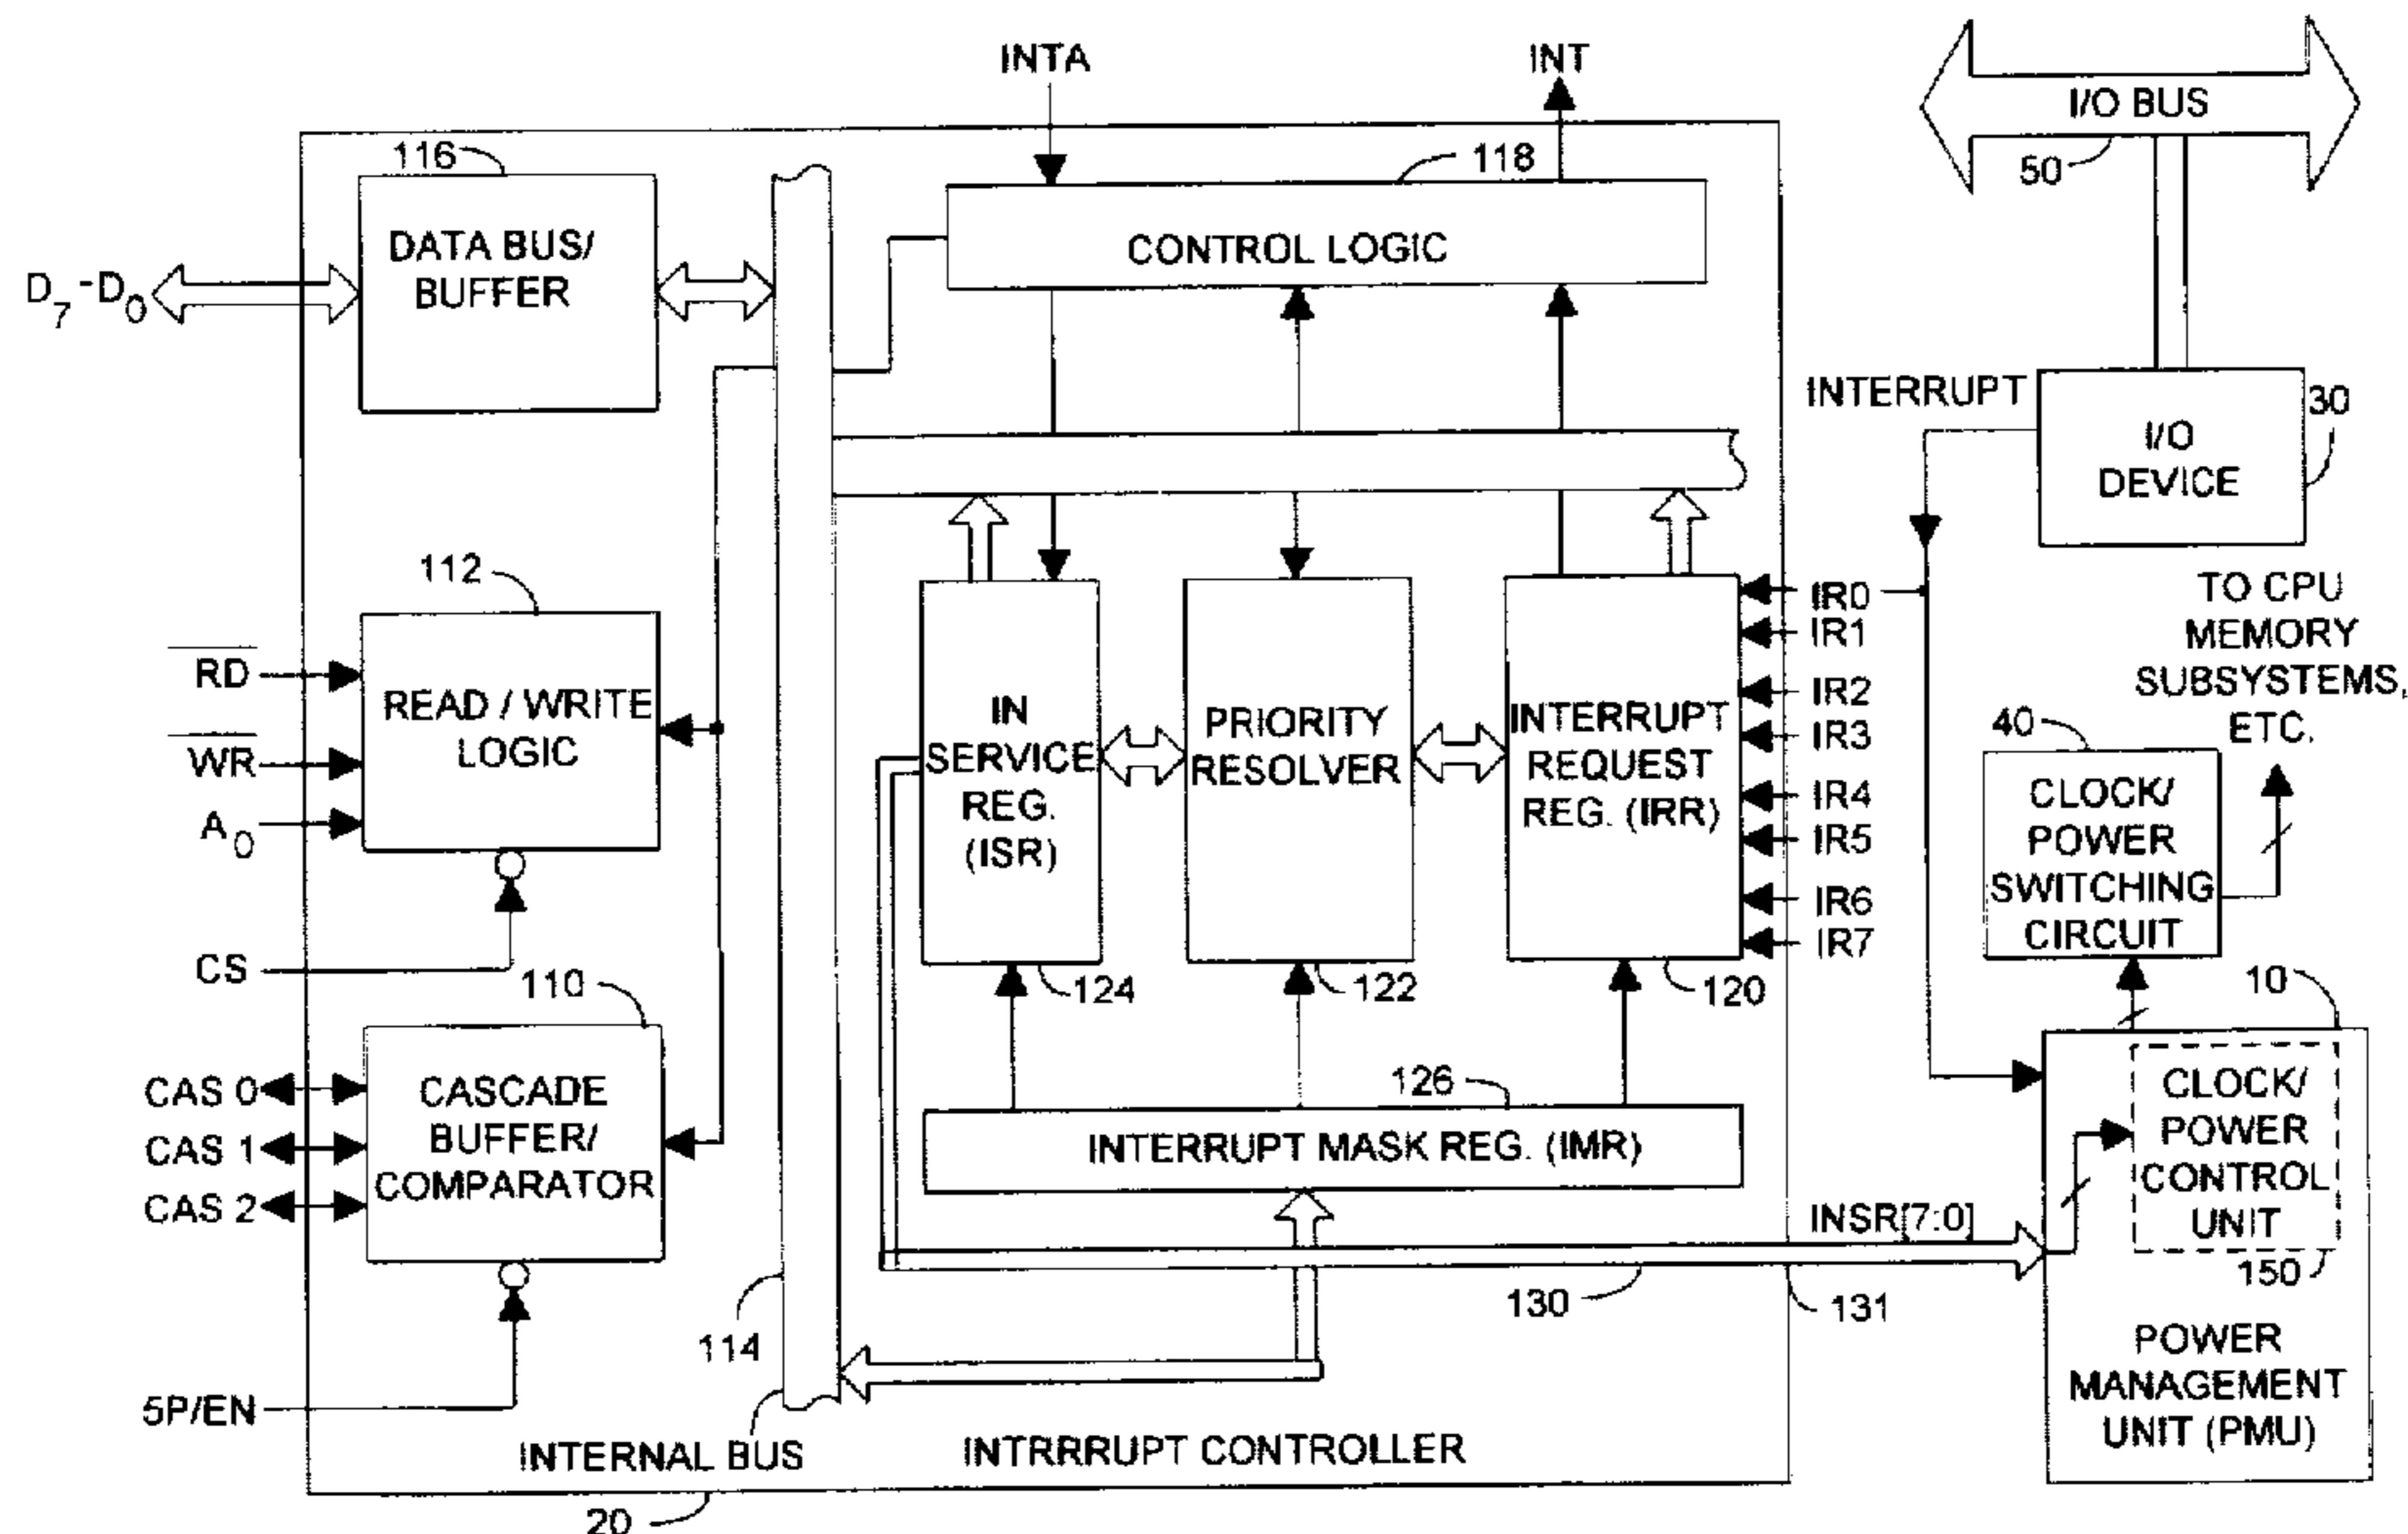 INTA
INT
I/O BUS
50
116
118
DATA BUS/
BUFFER
D7-D0
CONTROL LOGIC
INTERRUPT
30
I/O
DEVICE
112
RD
WR
A0
READ / WRITE
LOGIC
CS
IN
SERVICE
REG.
(ISR)
124
PRIORITY
RESOLVER
122
INTERRUPT
REQUEST
REG. (IRR)
120
IR0
IR1
IR2
IR3
IR4
IR5
IR6
IR7
TO CPU
MEMORY
SUBSYSTEMS,
ETC.
40
CLOCK/
POWER
SWITCHING
CIRCUIT
110
CAS 0
CAS 1
CAS 2
CASCADE
BUFFER/
COMPARATOR
5P/EN
126
INTERRUPT MASK REG. (IMR)
10
CLOCK/
POWER
CONTROL
UNIT
150
INSR[7:0]
130
131
114
POWER
MANAGEMENT
UNIT (PMU)
INTERNAL BUS
INTRRRUPT CONTROLLER
20